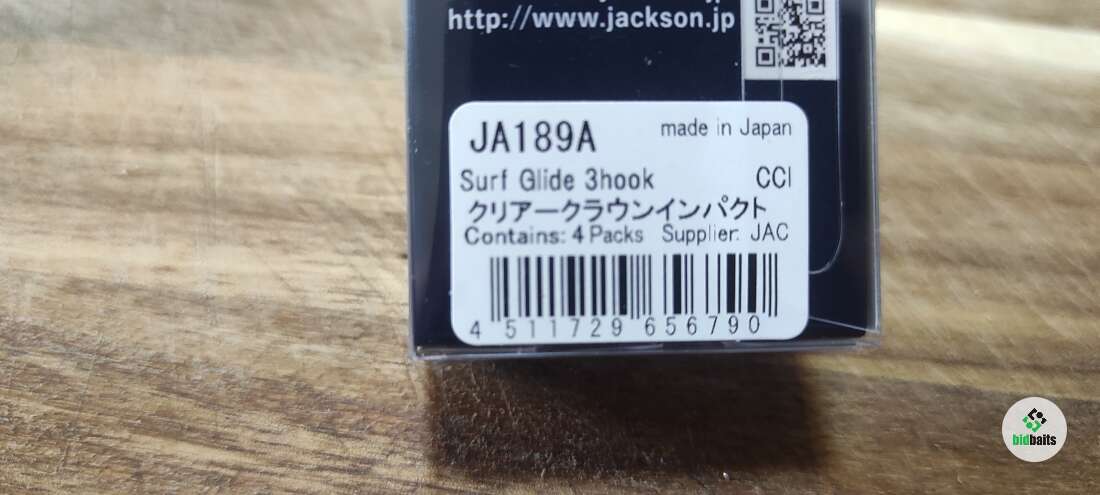 http://www.jackson.jp
JA189A made in Japan
Surf Glide 3hook CCI
クリアークラウンインパクト
Contains: 4 Packs Supplier: JAC
4 511729 656790
bidbaits